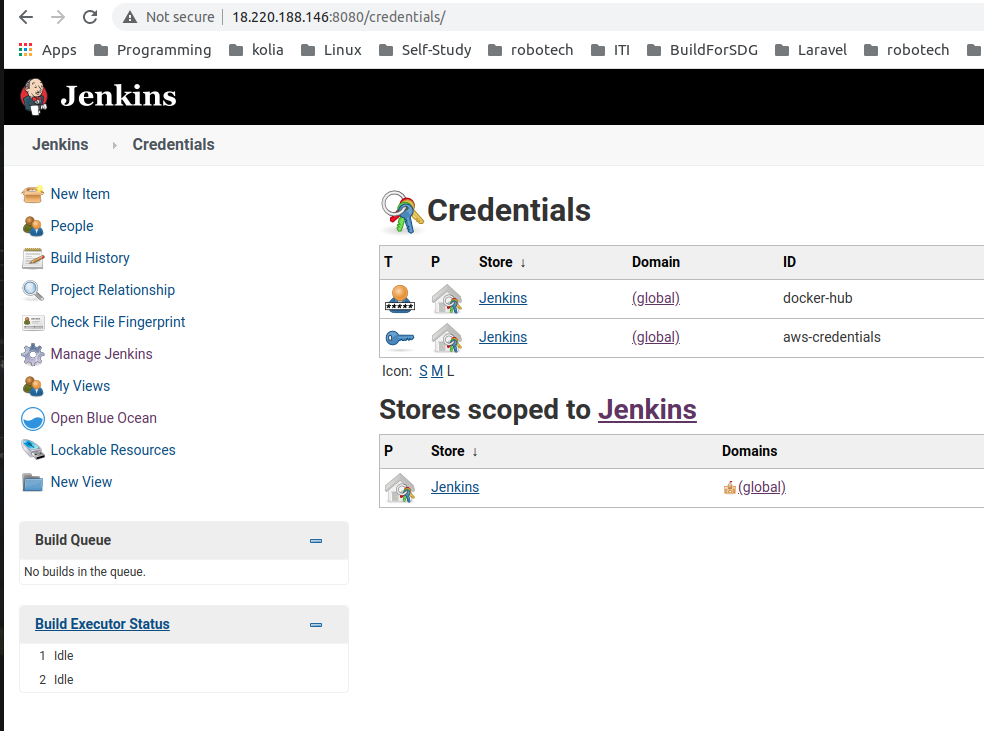 Not secure | 18.220.188.146:8080/credentials/
Apps Programming kolia Linux Self-Study robotech ITI BuildForSDG Laravel robotech
Jenkins
Jenkins Credentials
New Item
People
Build History
Project Relationship
Check File Fingerprint
Manage Jenkins
My Views
Open Blue Ocean
Lockable Resources
New View
Build Queue
No builds in the queue.
Build Executor Status
1 Idle
2 Idle
Credentials
T P Store ↓ Domain ID
Jenkins (global) docker-hub
Jenkins (global) aws-credentials
Icon: S M L
Stores scoped to Jenkins
P Store ↓ Domains
Jenkins (global)